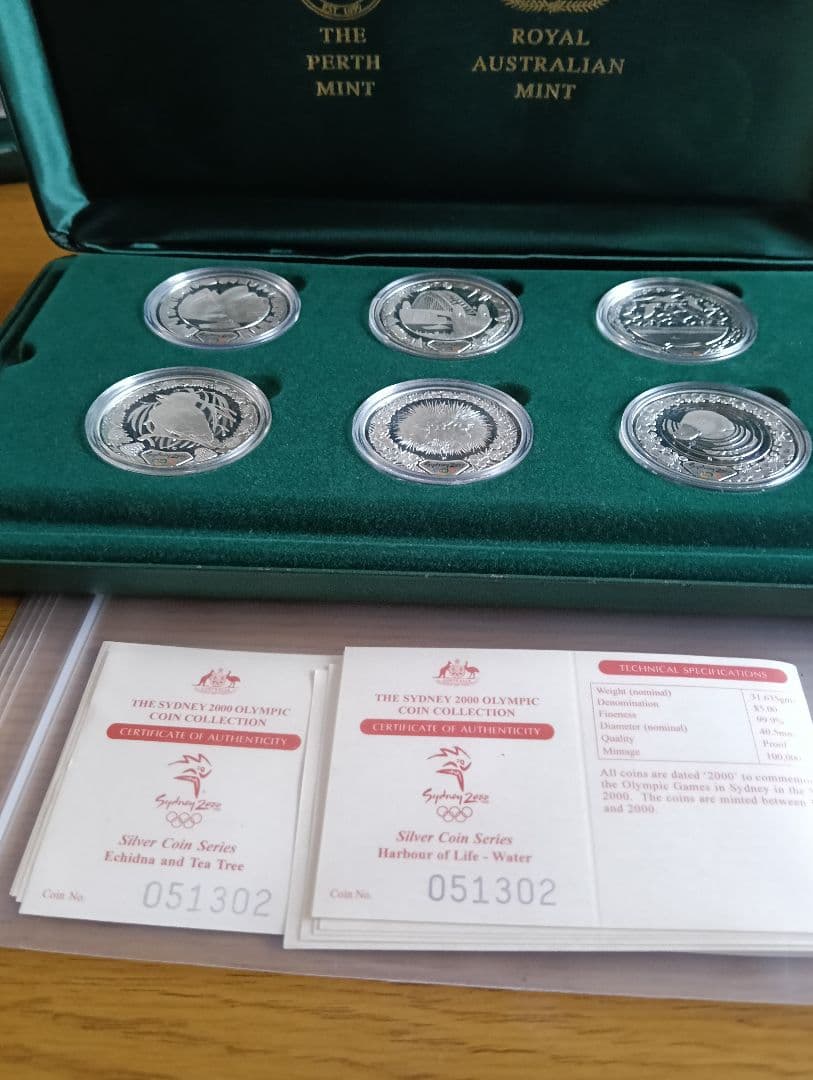 THE
PERTH
MINT
ROYAL
AUSTRALIAN
MINT
THE SYDNEY 2000 OLYMPIC
COIN COLLECTION
CERTIFICATE OF AUTHENTICITY
Sydney 2000
Silver Coin Series
Echidna and Tea Tree
Coin No.
051302
THE SYDNEY 2000 OLYMPIC
COIN COLLECTION
CERTIFICATE OF AUTHENTICITY
Sydney 2000
Silver Coin Series
Harbour of Life - Water
Coin No.
051302
TECHNICAL SPECIFICATIONS
Weight (nominal) 31.635gm
Denomination $5.00
Fineness 99.9%
Diameter (nominal) 40.5mm
Quality Proof
Mintage 100,000
All coins are dated '2000' to
the Olympic Games in Sydney in the
2000. The coins are minted between
and 2000.